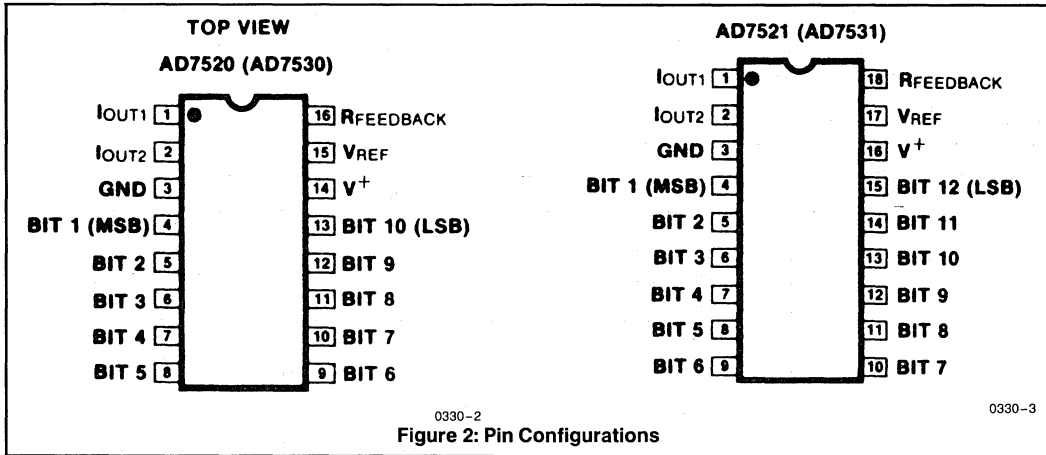 TOP VIEW
AD7520 (AD7530)
IOUT1 1
16 RFEEDBACK
IOUT2 2
15 VREF
GND 3
14 V+
BIT 1 (MSB) 4
13 BIT 10 (LSB)
BIT 2 5
12 BIT 9
BIT 3 6
11 BIT 8
BIT 4 7
10 BIT 7
BIT 5 8
9 BIT 6
0330-2
AD7521 (AD7531)
IOUT1 1
18 RFEEDBACK
IOUT2 2
17 VREF
GND 3
16 V+
BIT 1 (MSB) 4
15 BIT 12 (LSB)
BIT 2 5
14 BIT 11
BIT 3 6
13 BIT 10
BIT 4 7
12 BIT 9
BIT 5 8
11 BIT 8
BIT 6 9
10 BIT 7
0330-3
Figure 2: Pin Configurations